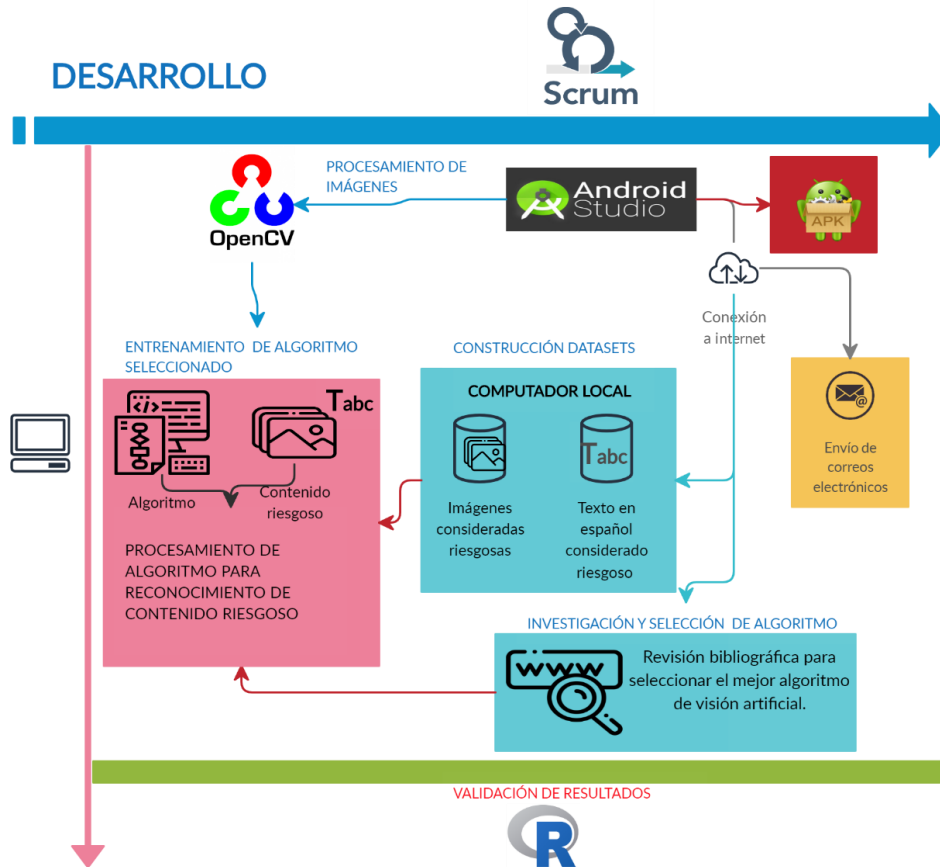 Scrum
DESARROLLO
PROCESAMIENTO DE
IMÁGENES
OpenCV
Android
Studio
APK
Conexión
a internet
ENTRENAMIENTO DE ALGORITMO
SELECCIONADO
CONSTRUCCIÓN DATASETS
COMPUTADOR LOCAL
</>
Tabc
Algoritmo
Contenido
riesgoso
PROCESAMIENTO DE
ALGORITMO PARA
RECONOCIMIENTO DE
CONTENIDO RIESGOSO
Tabc
Imágenes
consideradas
riesgosas
Texto en
español
considerado
riesgoso
@
Envío de
correos
electrónicos
INVESTIGACIÓN Y SELECCIÓN DE ALGORITMO
www
Revisión bibliográfica para
seleccionar el mejor algoritmo
de visión artificial.
VALIDACIÓN DE RESULTADOS
R